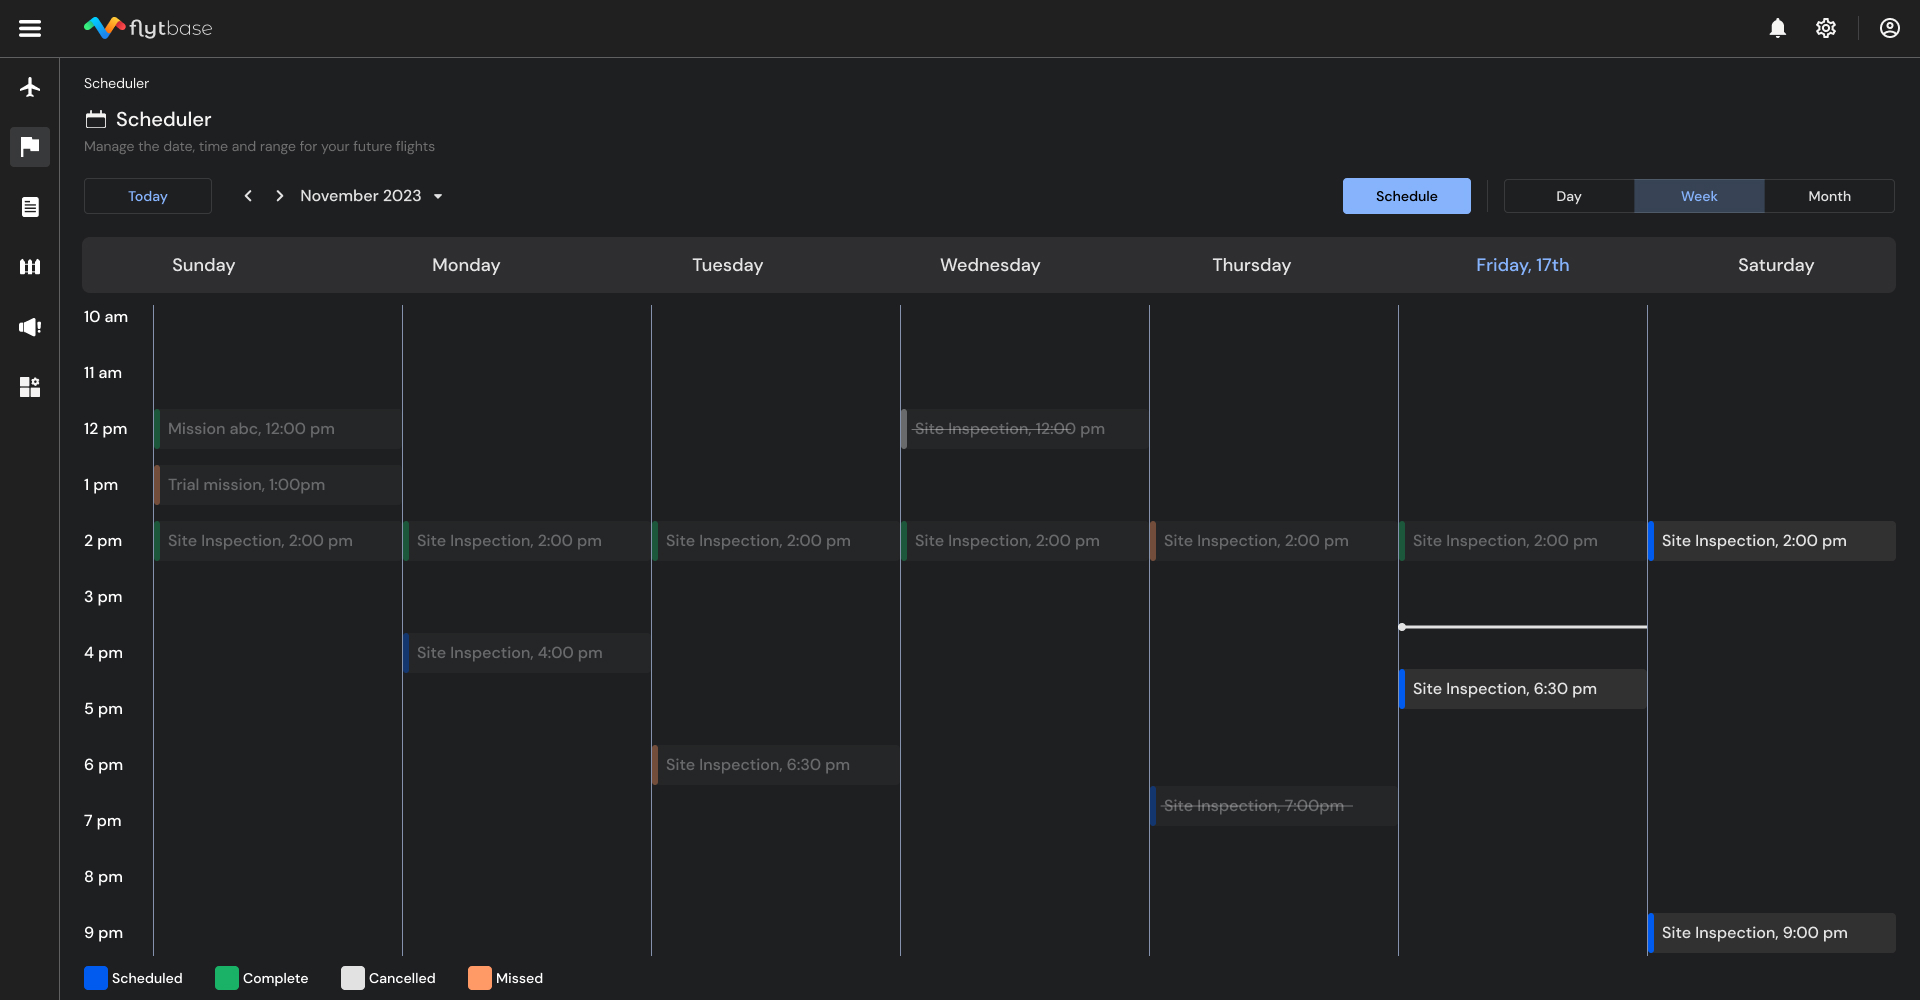 flytbase
Scheduler
Scheduler
Manage the date, time and range for your future flights
Today
November 2023
Schedule
Day
Week
Month
Sunday
Monday
Tuesday
Wednesday
Thursday
Friday, 17th
Saturday
10 am
11 am
12 pm
Mission abc, 12:00 pm
Site Inspection, 12:00 pm
1 pm
Trial mission, 1:00pm
2 pm
Site Inspection, 2:00 pm
Site Inspection, 2:00 pm
Site Inspection, 2:00 pm
Site Inspection, 2:00 pm
Site Inspection, 2:00 pm
Site Inspection, 2:00 pm
Site Inspection, 2:00 pm
3 pm
4 pm
Site Inspection, 4:00 pm
Site Inspection, 6:30 pm
5 pm
6 pm
Site Inspection, 6:30 pm
Site Inspection, 7:00pm
7 pm
8 pm
9 pm
Site Inspection, 9:00 pm
Scheduled
Complete
Cancelled
Missed